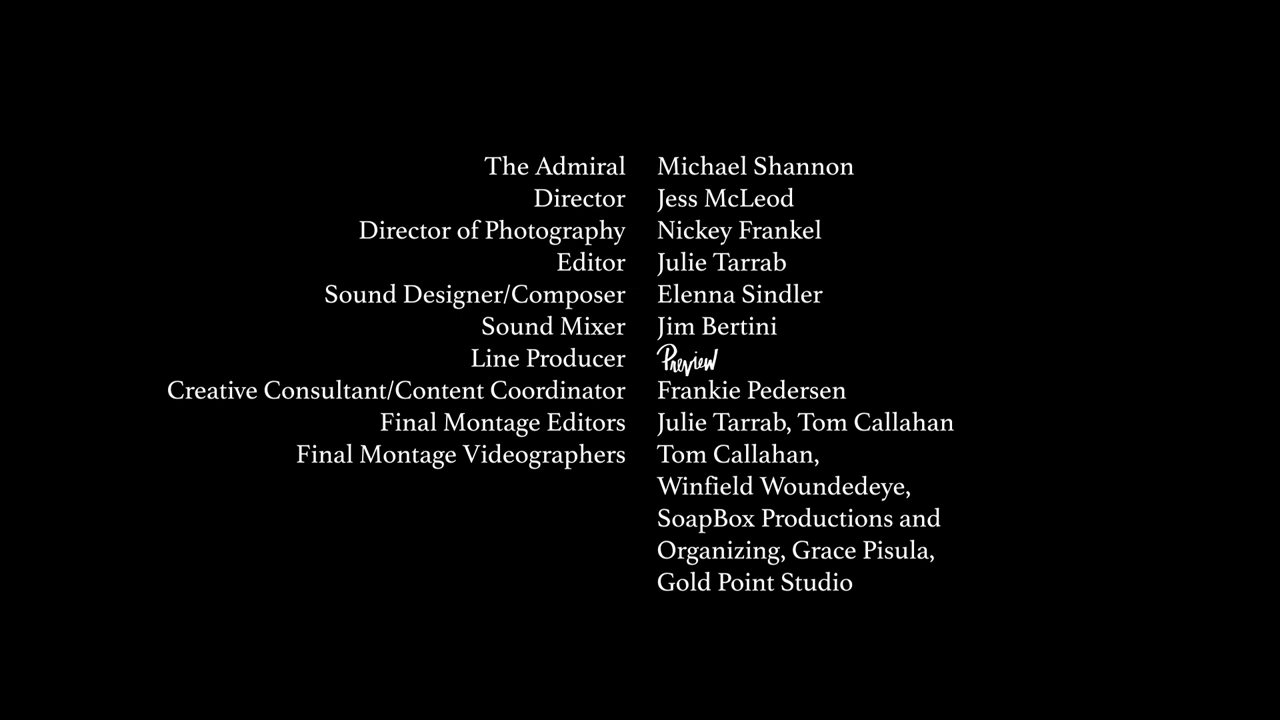 The Admiral Michael Shannon
Director Jess McLeod
Director of Photography Nickey Frankel
Editor Julie Tarrab
Sound Designer/Composer Elenna Sindler
Sound Mixer Jim Bertini
Line Producer Preview
Creative Consultant/Content Coordinator Frankie Pedersen
Final Montage Editors Julie Tarrab, Tom Callahan
Final Montage Videographers Tom Callahan,
Winfield Woundedeye,
SoapBox Productions and
Organizing, Grace Pisula,
Gold Point Studio